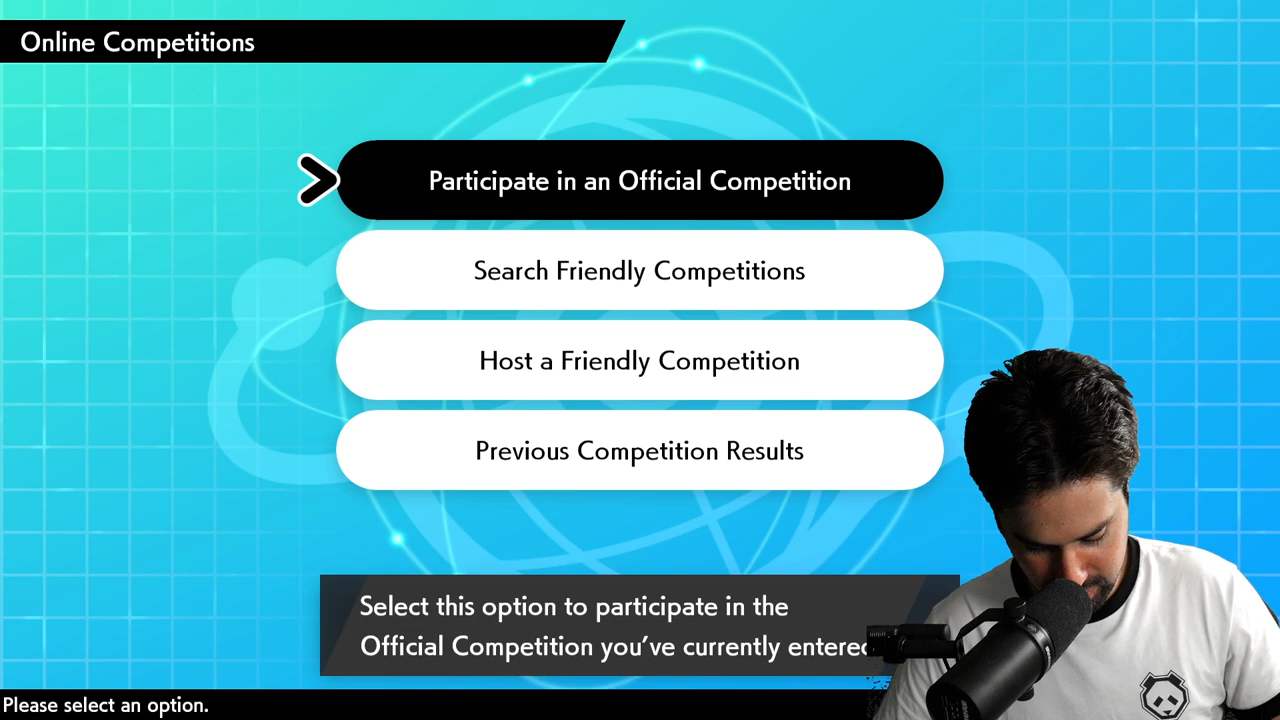 Online Competitions
Participate in an Official Competition
Search Friendly Competitions
Host a Friendly Competition
Previous Competition Results
Select this option to participate in the
Official Competition you've currently entered
Please select an option.